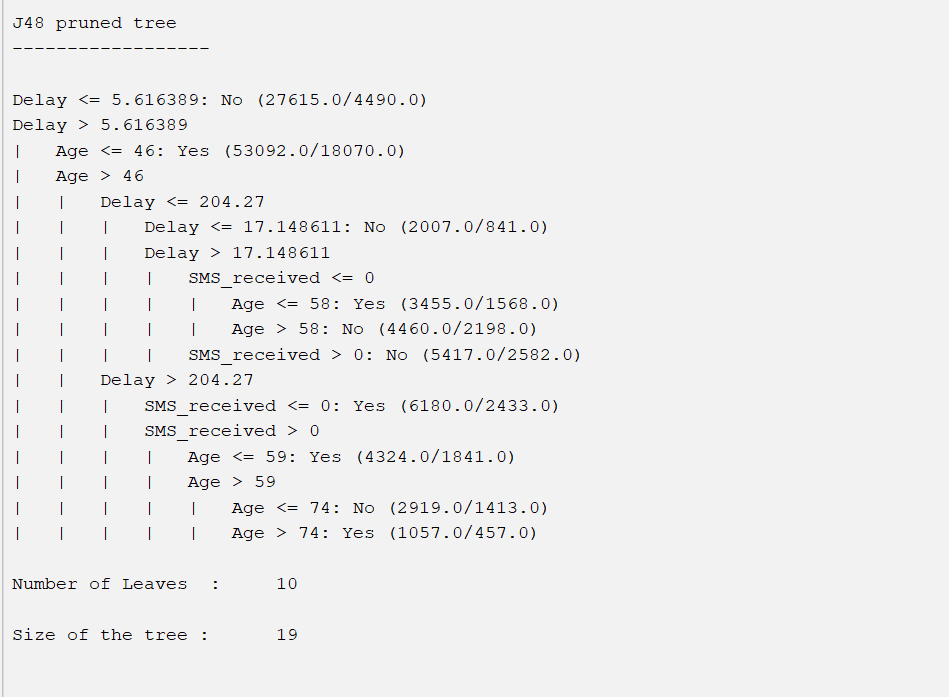 J48 pruned tree
------------------
Delay <= 5.616389: No (27615.0/4490.0)
Delay > 5.616389
|   Age <= 46: Yes (53092.0/18070.0)
|   Age > 46
|   |   Delay <= 204.27
|   |   |   Delay <= 17.148611: No (2007.0/841.0)
|   |   |   Delay > 17.148611
|   |   |   |   SMS_received <= 0
|   |   |   |   |   Age <= 58: Yes (3455.0/1568.0)
|   |   |   |   |   Age > 58: No (4460.0/2198.0)
|   |   |   |   SMS_received > 0: No (5417.0/2582.0)
|   |   Delay > 204.27
|   |   |   SMS_received <= 0: Yes (6180.0/2433.0)
|   |   |   SMS_received > 0
|   |   |   |   Age <= 59: Yes (4324.0/1841.0)
|   |   |   |   Age > 59
|   |   |   |   |   Age <= 74: No (2919.0/1413.0)
|   |   |   |   |   Age > 74: Yes (1057.0/457.0)
Number of Leaves  :     10
Size of the tree :      19